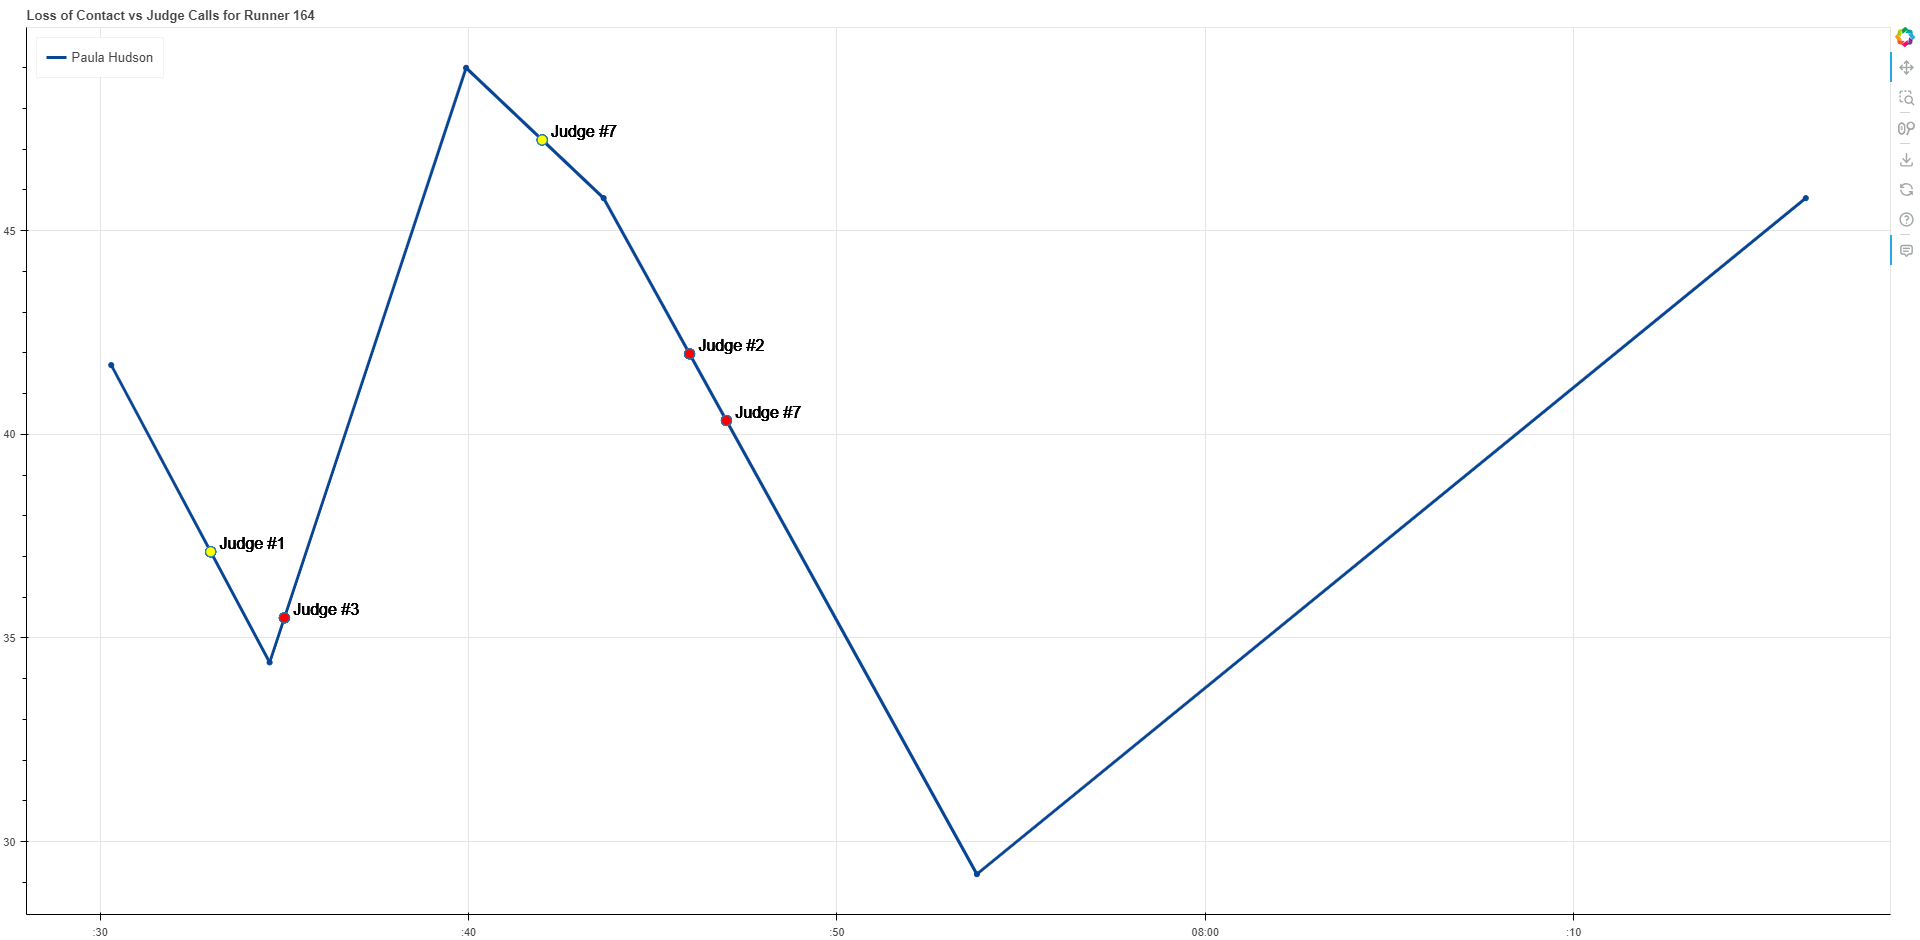 Loss of Contact vs Judge Calls for Runner 164
Paula Hudson
Judge #7
45
Judge #2
Judge #7
40
Judge #1
Judge #3
35
30
:30
:40
:50
08:00
:10